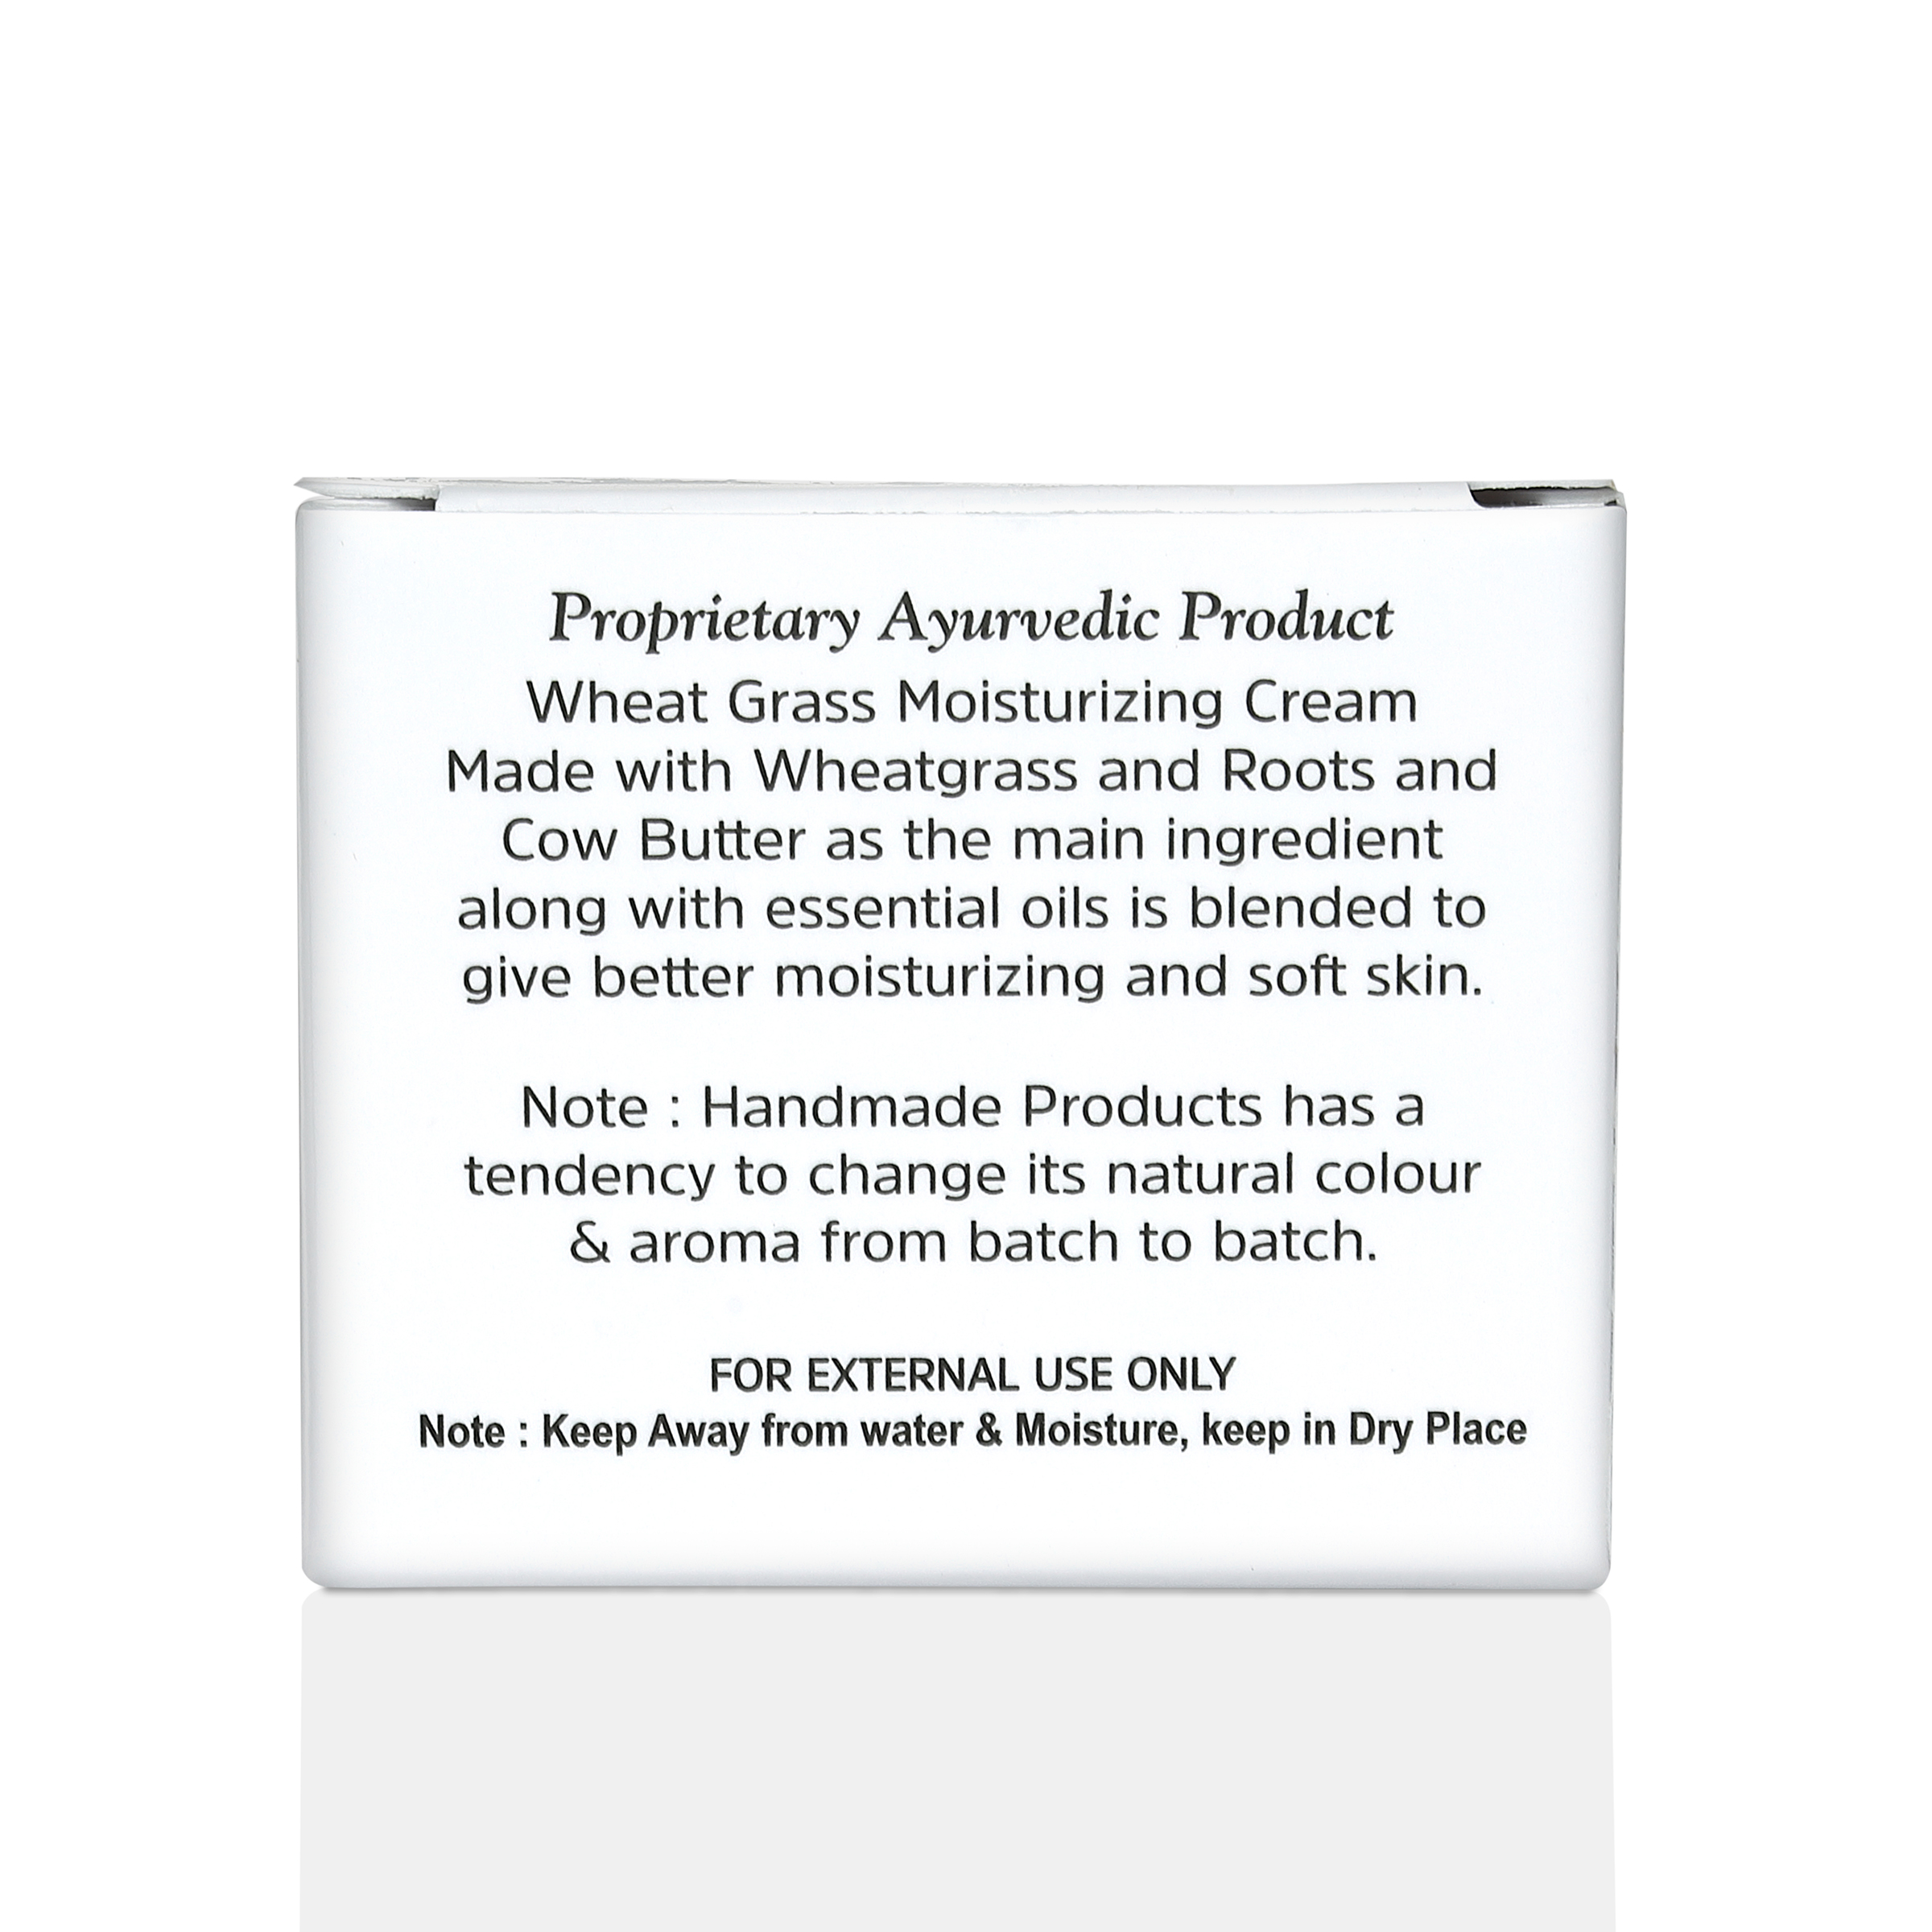 Proprietary Ayurvedic Product
Wheat Grass Moisturizing Cream
Made with Wheatgrass and Roots and
Cow Butter as the main ingredient
along with essential oils is blended to
give better moisturizing and soft skin.
Note : Handmade Products has a
tendency to change its natural colour
& aroma from batch to batch.
FOR EXTERNAL USE ONLY
Note : Keep Away from water & Moisture, keep in Dry Place